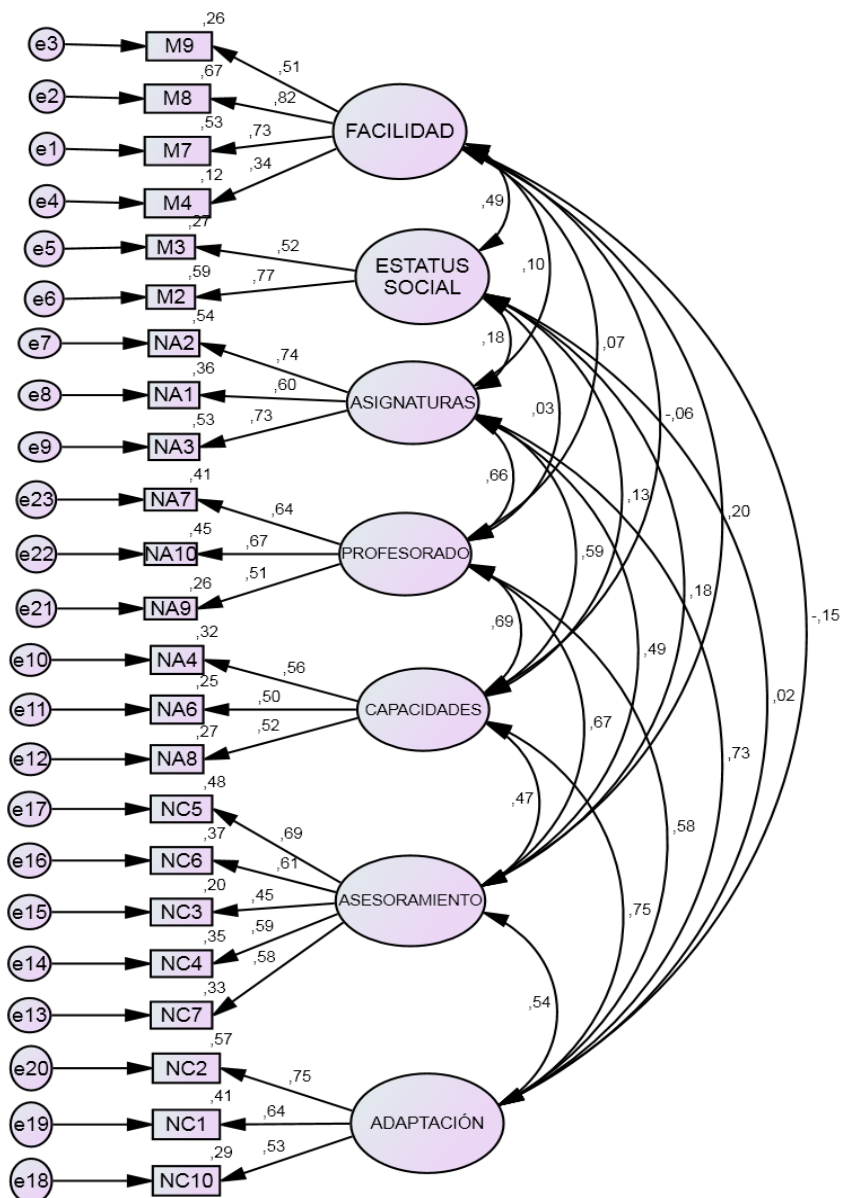 ,26
e3 M9
,51
,67
e2 M8 ,82
FACILIDAD
,53
e1 M7 ,73
,34
,12
e4 M4
,49
,27
e5 M3 ,52
ESTATUS
SOCIAL
,10
,59
e6 M2 ,77
,54
e7 NA2 ,74
,18
,07
,36
e8 NA1 ,60
ASIGNATURAS
,03
-,06
,53
e9 NA3 ,73
,41
,66
e23 NA7 ,64
,13
,20
,45
e22 NA10 ,67
PROFESORADO
,59
,26
e21 NA9 ,51
,18
-,15
,32
,69
e10 NA4 ,56
,49
,25
e11 NA6 ,50
CAPACIDADES
,02
,27
e12 NA8 ,52
,67
,73
,48
,47
e17 NC5 ,69
,58
,37
e16 NC6 ,61
,20
e15 NC3 ,45
ASESORAMIENTO
,75
,35
e14 NC4 ,59
,58
,33
e13 NC7
,54
,57
e20 NC2 ,75
,41
e19 NC1 ,64
ADAPTACIÓN
,29
e18 NC10 ,53